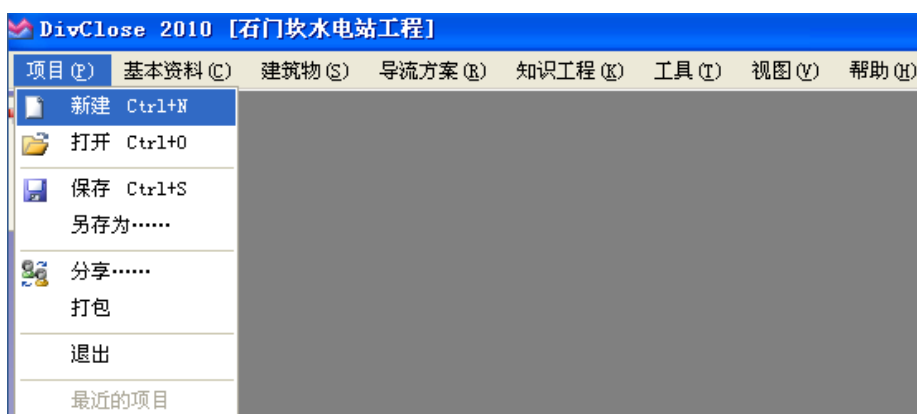 DivClose 2010 [石门坎水电站工程]
项目(P) 基本资料(C) 建筑物(S) 导流方案(R) 知识工程(K) 工具(T) 视图(V) 帮助(H)
新建 Ctrl+N
打开 Ctrl+O
保存 Ctrl+S
另存为……
分享……
打包
退出
最近的项目